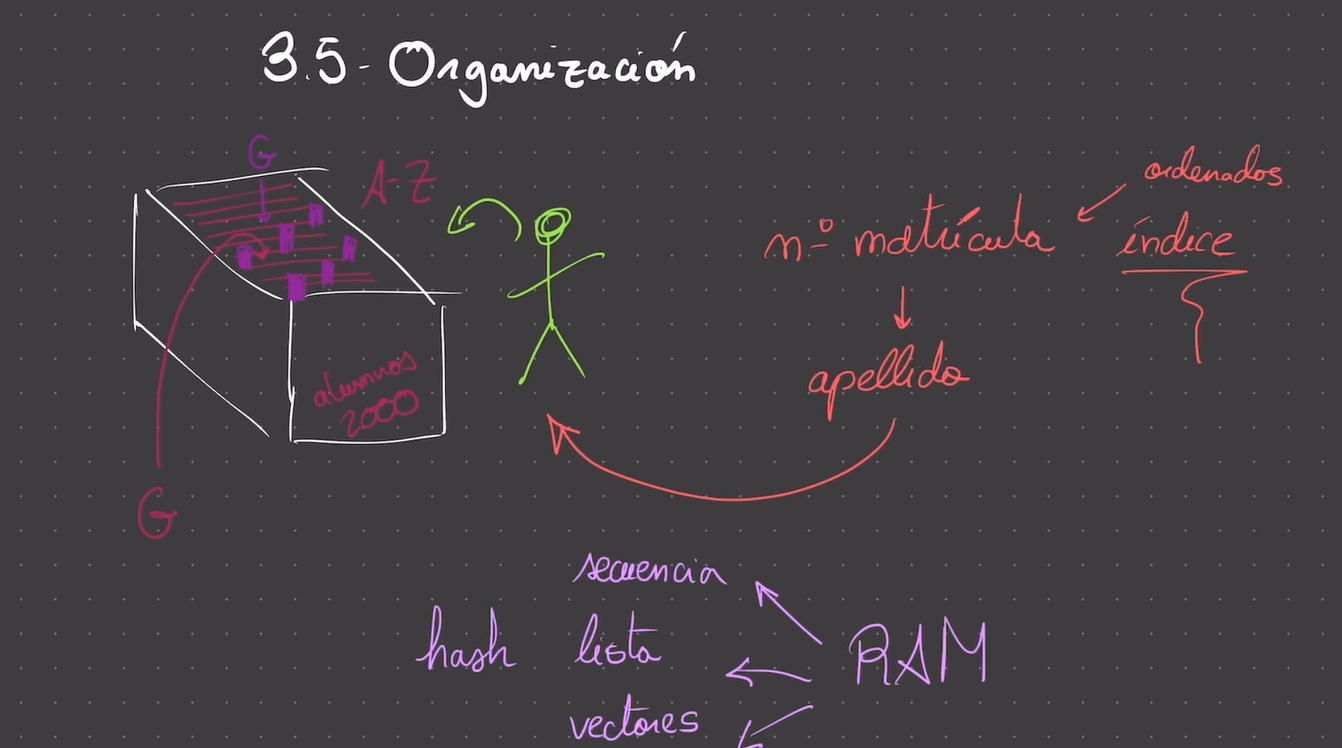 3.5- Organización
G
A-Z
ordenados
nº matrícula
índice
apellido
alumnos
2000
G
secuencia
hash lista
RAM
vectores